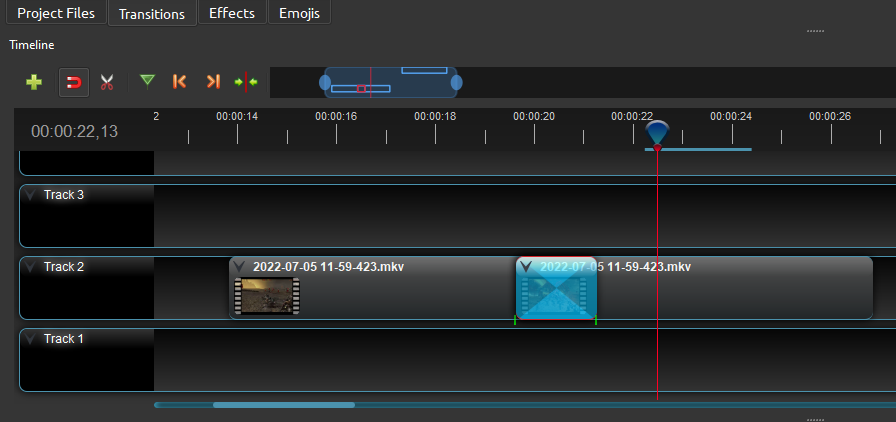 Project Files Transitions Effects Emojis
Timeline
00:00:22,13
2 00:00:14 00:00:16 00:00:18 00:00:20 00:00:22 00:00:24 00:00:26
Track 3
Track 2
2022-07-05 11-59-423.mkv 2022-07-05 11-59-423.mkv
Track 1